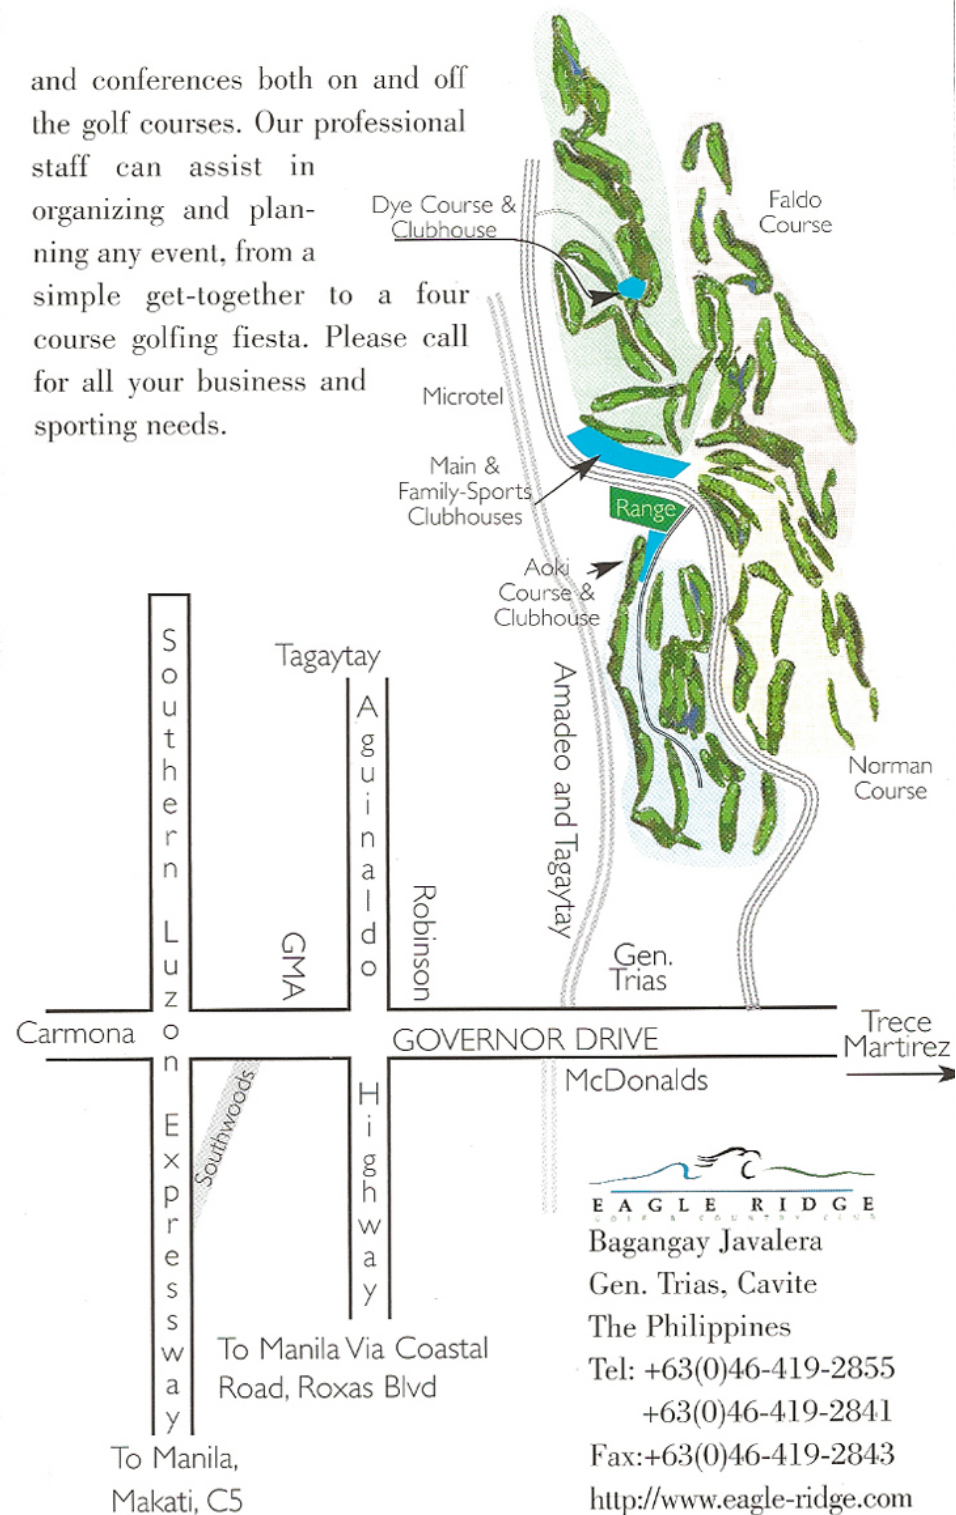 and conferences both on and off
the golf courses. Our professional
staff can assist in
organizing and plan-
ning any event, from a
simple get-together to a four
course golfing fiesta. Please call
for all your business and
sporting needs.
Dye Course &
Clubhouse
Faldo
Course
Microtel
Main &
Family-Sports
Clubhouses
Range
Aoki
Course &
Clubhouse
Norman
Course
Amadeo and Tagaytay
Tagaytay
Southern Luzon Expressway
Aguinaldo Highway
GMA
Robinson
Gen.
Trias
Carmona
GOVERNOR DRIVE
Trece
Martirez
McDonalds
Southwoods
To Manila Via Coastal
Road, Roxas Blvd
To Manila,
Makati, C5
EAGLE RIDGE
GOLF & COUNTRY CLUB
Bagangay Javalera
Gen. Trias, Cavite
The Philippines
Tel: +63(0)46-419-2855
+63(0)46-419-2841
Fax:+63(0)46-419-2843
http://www.eagle-ridge.com